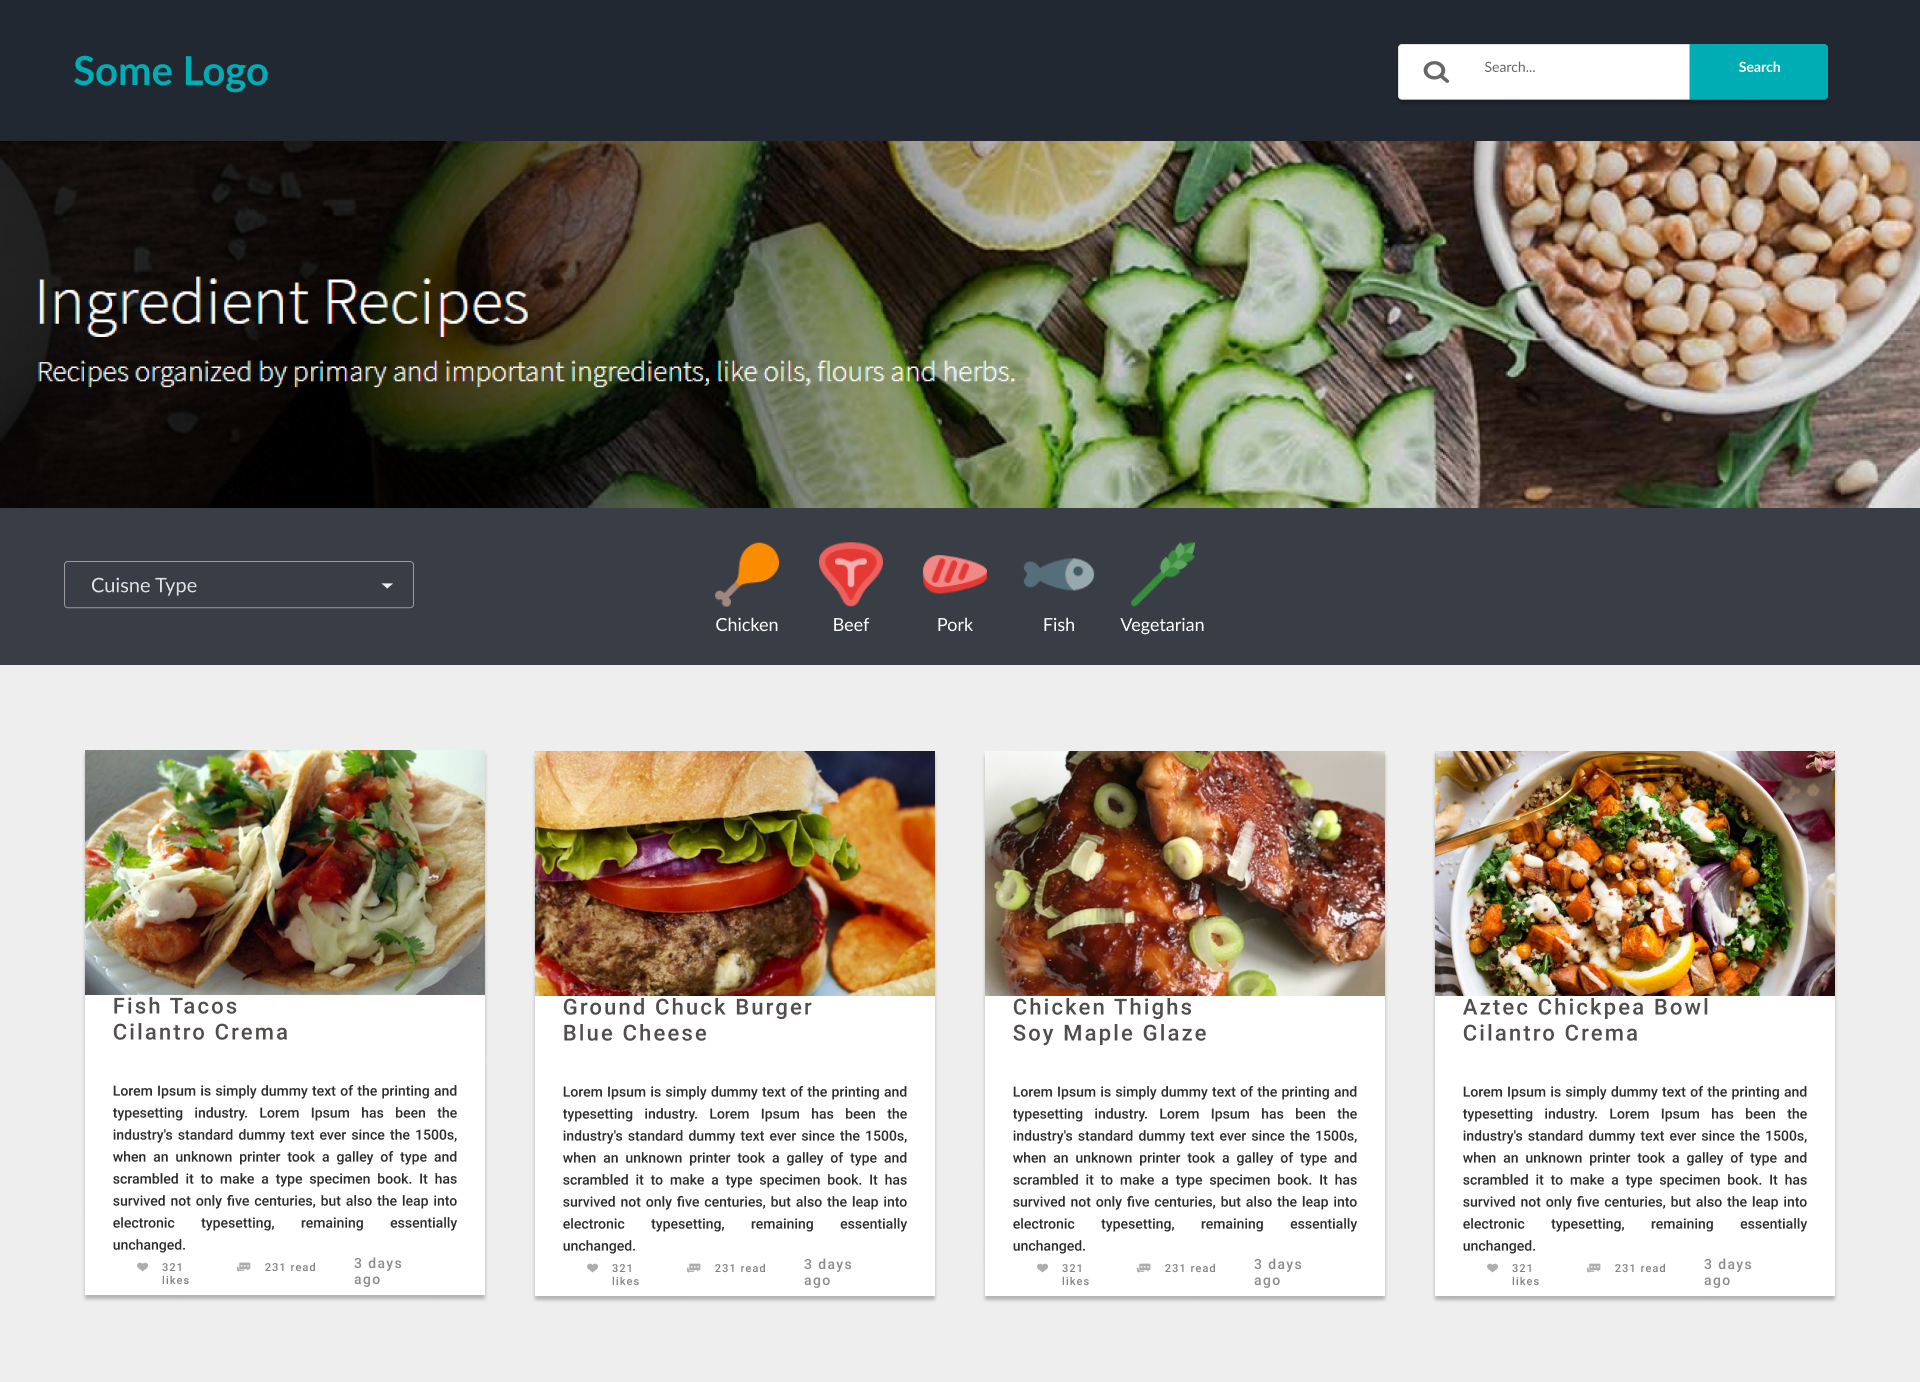 Some Logo
Search...
Search
Ingredient Recipes
Recipes organized by primary and important ingredients, like oils, flours and herbs.
Cuisne Type
Chicken
Beef
Pork
Fish
Vegetarian
Fish Tacos
Cilantro Crema
Lorem Ipsum is simply dummy text of the printing and
typesetting industry. Lorem Ipsum has been the
industry's standard dummy text ever since the 1500s,
when an unknown printer took a galley of type and
scrambled it to make a type specimen book. It has
survived not only five centuries, but also the leap into
electronic typesetting, remaining essentially
unchanged.
321
likes
231 read
3 days
ago
Ground Chuck Burger
Blue Cheese
Lorem Ipsum is simply dummy text of the printing and
typesetting industry. Lorem Ipsum has been the
industry's standard dummy text ever since the 1500s,
when an unknown printer took a galley of type and
scrambled it to make a type specimen book. It has
survived not only five centuries, but also the leap into
electronic typesetting, remaining essentially
unchanged.
321
likes
231 read
3 days
ago
Chicken Thighs
Soy Maple Glaze
Lorem Ipsum is simply dummy text of the printing and
typesetting industry. Lorem Ipsum has been the
industry's standard dummy text ever since the 1500s,
when an unknown printer took a galley of type and
scrambled it to make a type specimen book. It has
survived not only five centuries, but also the leap into
electronic typesetting, remaining essentially
unchanged.
321
likes
231 read
3 days
ago
Aztec Chickpea Bowl
Cilantro Crema
Lorem Ipsum is simply dummy text of the printing and
typesetting industry. Lorem Ipsum has been the
industry's standard dummy text ever since the 1500s,
when an unknown printer took a galley of type and
scrambled it to make a type specimen book. It has
survived not only five centuries, but also the leap into
electronic typesetting, remaining essentially
unchanged.
321
likes
231 read
3 days
ago